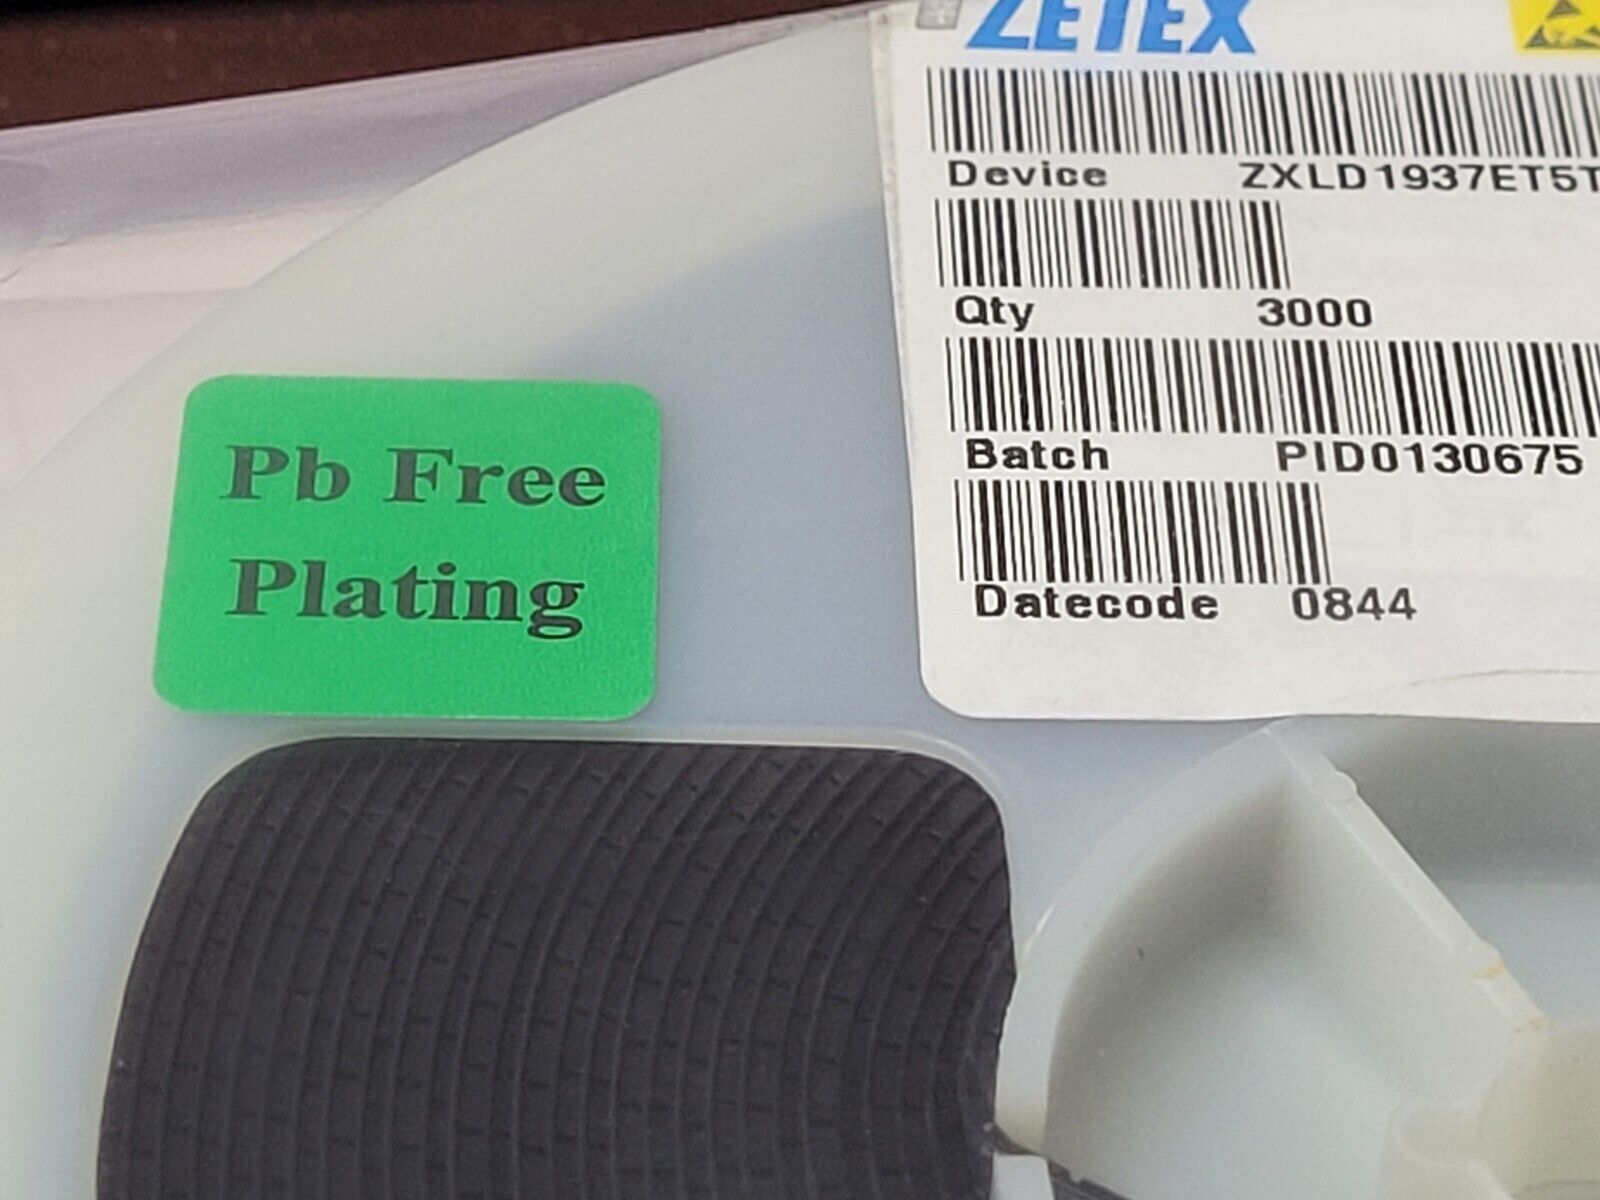 ZETEX
Device ZXLD1937ET5T
Qty 3000
Batch PID0130675
Datecode 0844
Pb Free
Plating